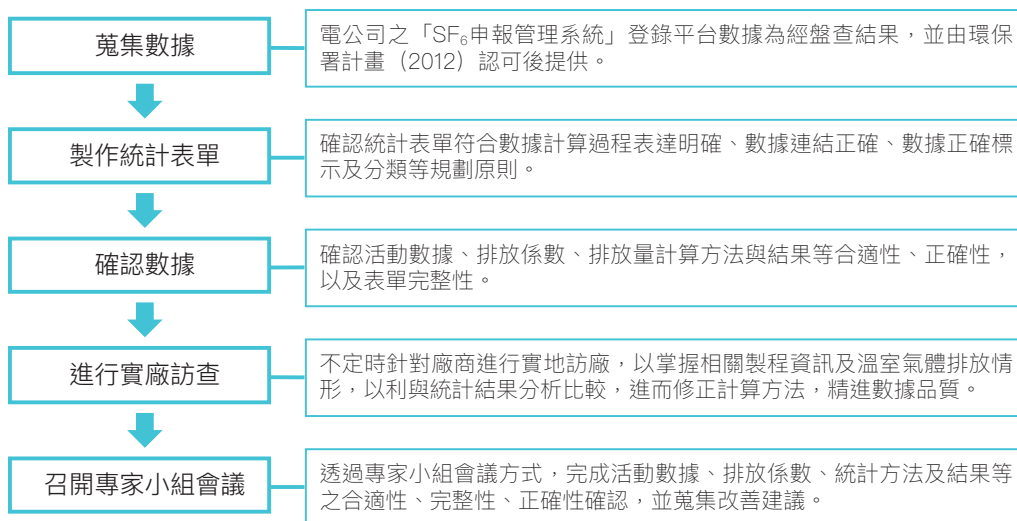 蒐集數據
電公司之「SF₆申報管理系統」登錄平台數據為經盤查結果，並由環保
署計畫（2012）認可後提供。
製作統計表單
確認統計表單符合數據計算過程表達明確、數據連結正確、數據正確標
示及分類等規劃原則。
確認數據
確認活動數據、排放係數、排放量計算方法與結果等合適性、正確性，
以及表單完整性。
進行實廠訪查
不定時針對廠商進行實地訪廠，以掌握相關製程資訊及溫室氣體排放情
形，以利與統計結果分析比較，進而修正計算方法，精進數據品質。
召開專家小組會議
透過專家小組會議方式，完成活動數據、排放係數、統計方法及結果等
之合適性、完整性、正確性確認，並蒐集改善建議。